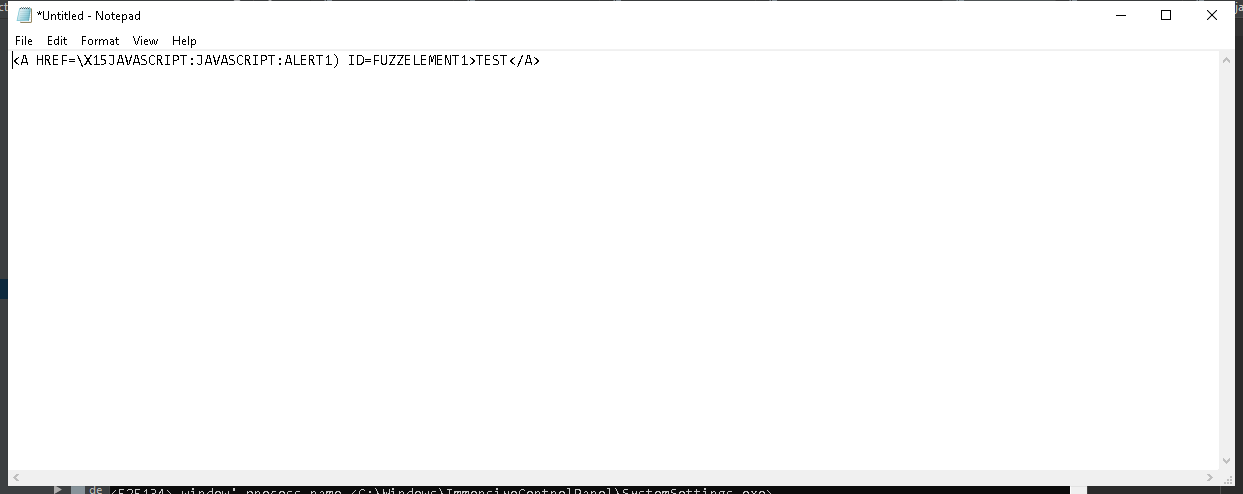 *Untitled - Notepad
File Edit Format View Help
<A HREF=\X15JAVASCRIPT:JAVASCRIPT:ALERT1) ID=FUZZELEMENT1>TEST</A>
de <525134> window' process name <C:\Windows\ImmersiveControlPanel\SystemSettings.exe>